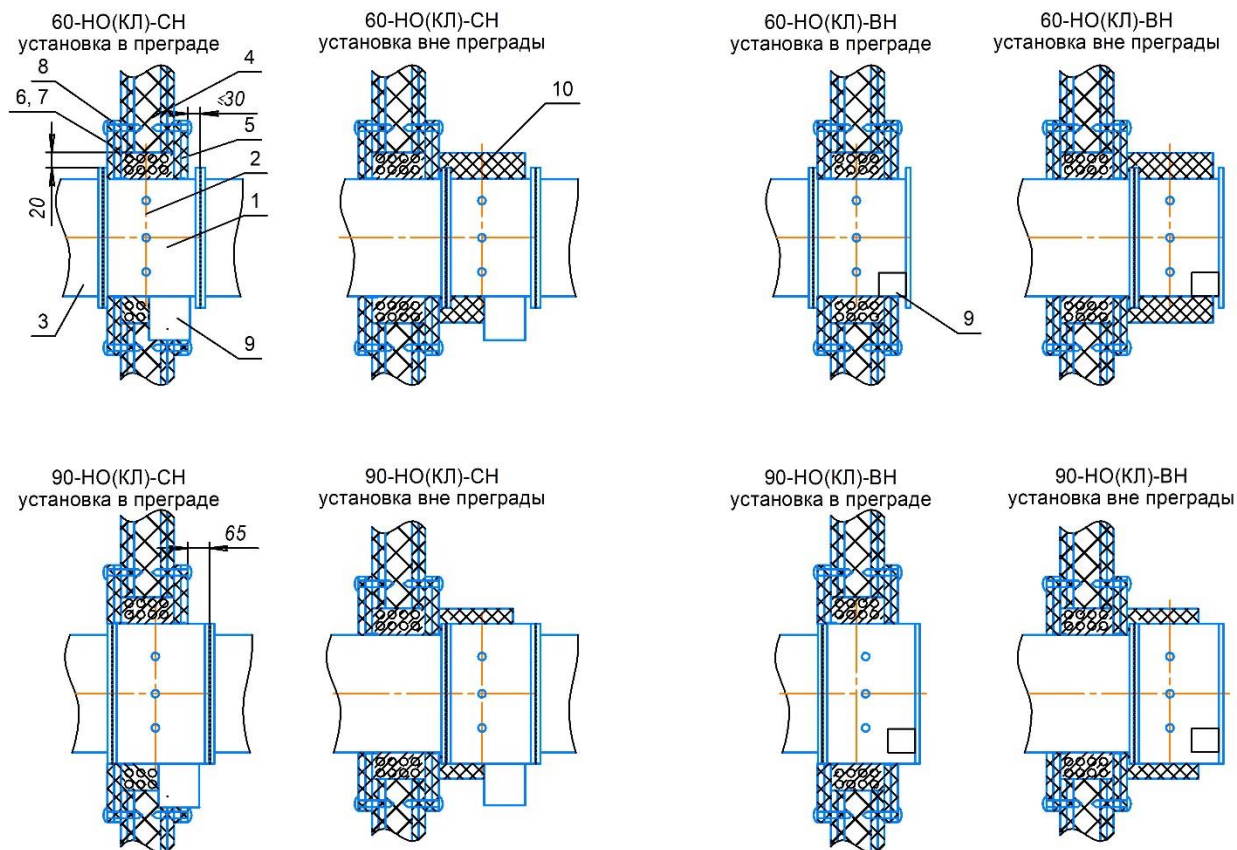 60-НО(КЛ)-СН
установка в преграде
60-НО(КЛ)-СН
установка вне преграды
60-НО(КЛ)-ВН
установка в преграде
60-НО(КЛ)-ВН
установка вне преграды
8
4
6, 7
≤30
10
5
2
20
1
3
9
9
90-НО(КЛ)-СН
установка в преграде
90-НО(КЛ)-СН
установка вне преграды
90-НО(КЛ)-ВН
установка в преграде
90-НО(КЛ)-ВН
установка вне преграды
65